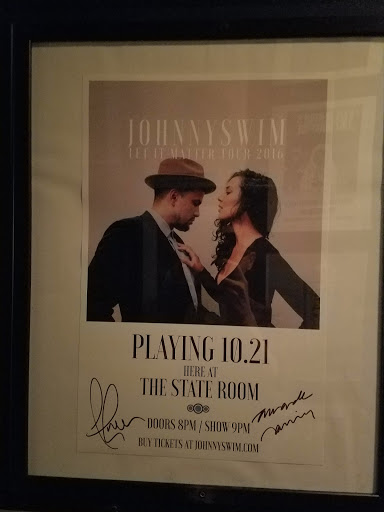 JOHNNYSWIM
LET IT MATTER TOUR 2016
PLAYING 10.21
HERE AT
THE STATE ROOM
DOORS 8PM / SHOW 9PM
BUY TICKETS AT JOHNNYSWIM.COM